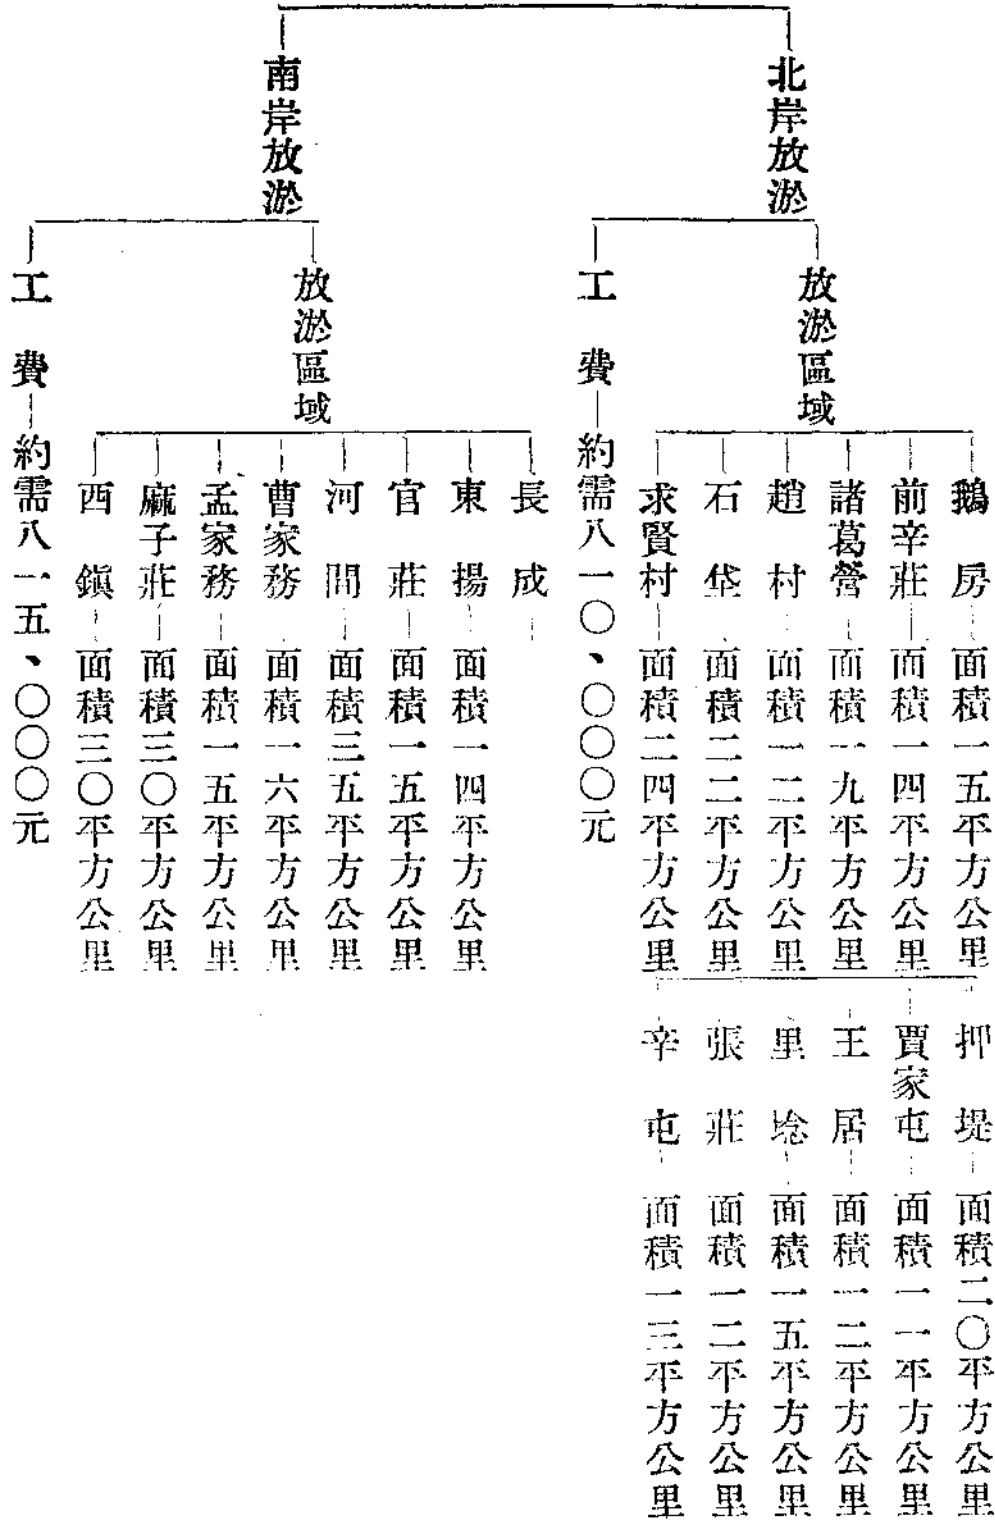 北岸放淤
放淤區域
鵝房 面積一五平方公里
前辛莊 面積一四平方公里
諸葛營 面積一九平方公里
趙村 面積一二平方公里
石垡 面積二二平方公里
求賢村 面積二四平方公里
押堤 面積二〇平方公里
賈家屯 面積一一平方公里
王居 面積一二平方公里
里埝 面積一五平方公里
張莊 面積一二平方公里
辛屯 面積一三平方公里
工費 約需八一〇、〇〇〇元
南岸放淤
放淤區域
長成
東揚 面積一四平方公里
官莊 面積一五平方公里
河間 面積三五平方公里
曹家務 面積一六平方公里
孟家務 面積一五平方公里
麻子莊 面積三〇平方公里
西鎭 面積三〇平方公里
工費 約需八一五、〇〇〇元